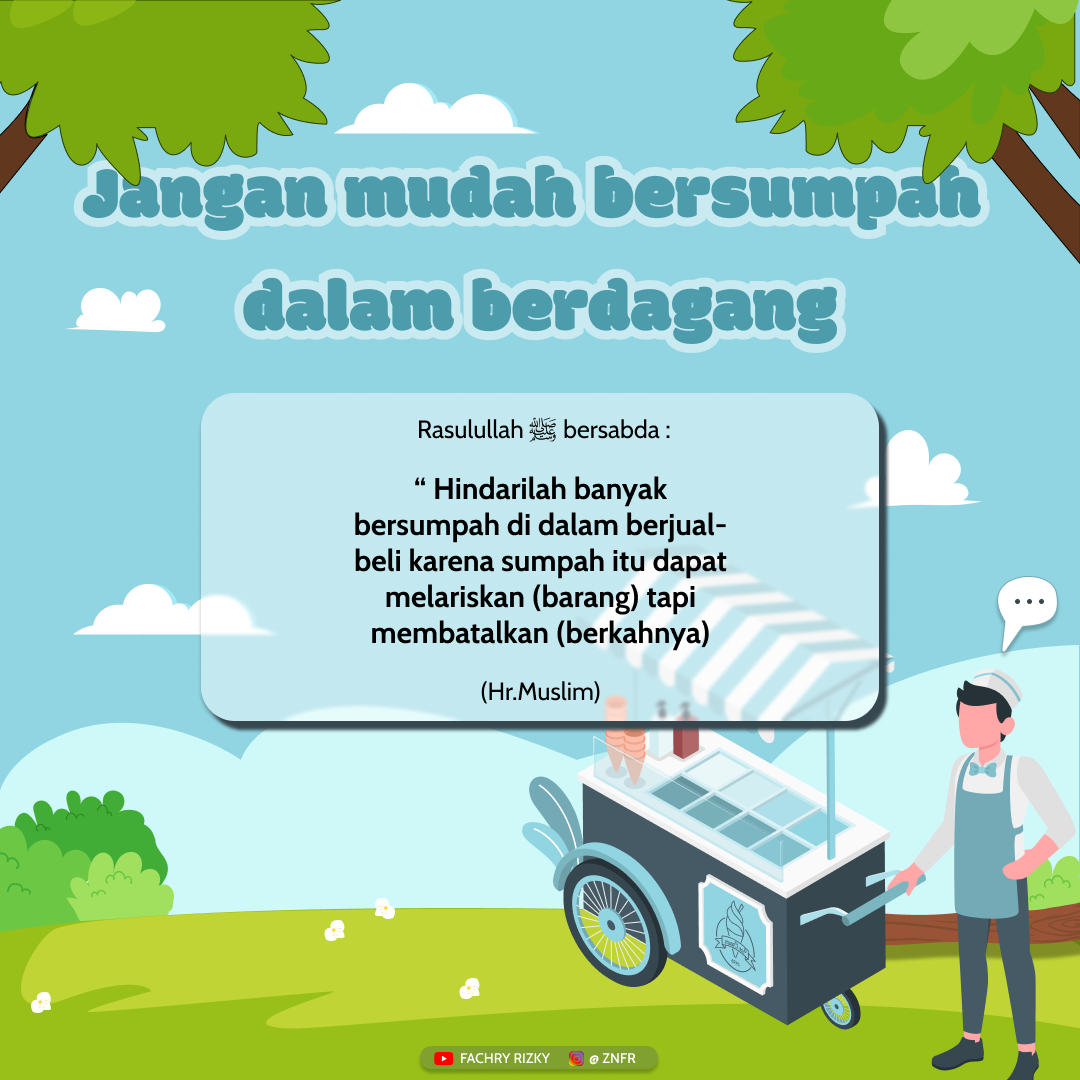 Jangan mudah bersumpah
dalam berdagang
Rasulullah ﷺ bersabda :
“ Hindarilah banyak
bersumpah di dalam berjual-
beli karena sumpah itu dapat
melariskan (barang) tapi
membatalkan (berkahnya)
(Hr.Muslim)
FACHRY RIZKY @ ZNFR